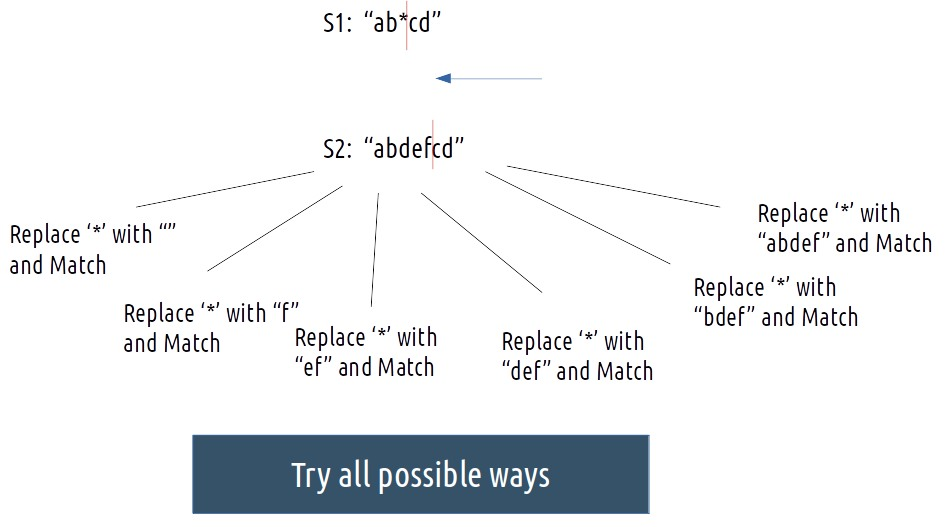 S1: “ab*cd”
S2: “abdefcd”
Replace ‘*’ with “”
and Match
Replace ‘*’ with “f”
and Match
Replace ‘*’ with
“ef” and Match
Replace ‘*’ with
“def” and Match
Replace ‘*’ with
“bdef” and Match
Replace ‘*’ with
“abdef” and Match
Try all possible ways